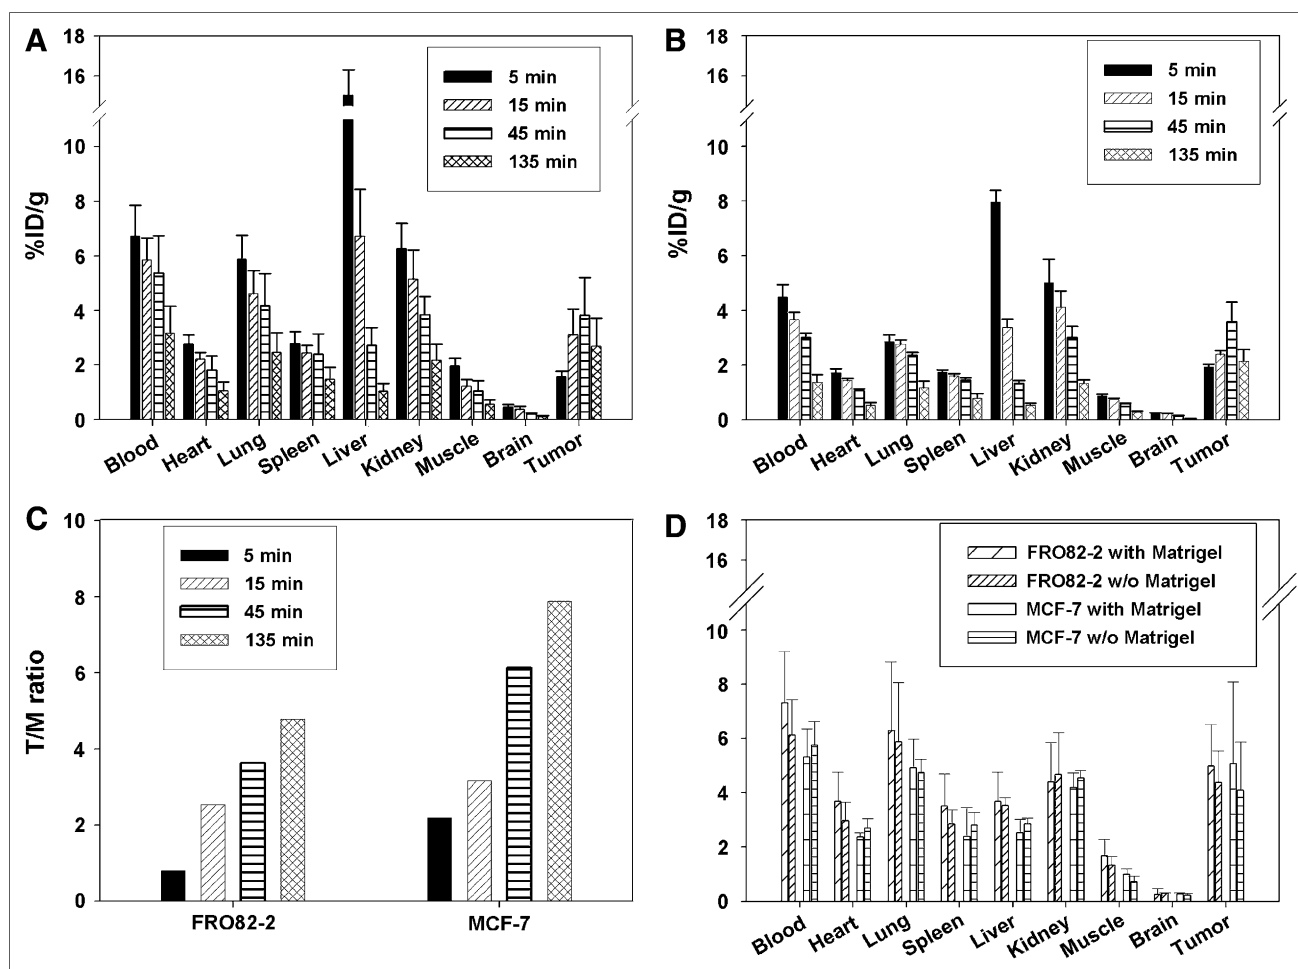 A
18
16
10
8
6
4
2
0
%ID/g
5 min
15 min
45 min
135 min
Blood
Heart
Lung
Spleen
Liver
Kidney
Muscle
Brain
Tumor
B
18
16
10
8
6
4
2
0
%ID/g
5 min
15 min
45 min
135 min
Blood
Heart
Lung
Spleen
Liver
Kidney
Muscle
Brain
Tumor
C
10
8
6
4
2
0
T/M ratio
5 min
15 min
45 min
135 min
FRO82-2
MCF-7
D
18
16
10
8
6
4
2
0
FRO82-2 with Matrigel
FRO82-2 w/o Matrigel
MCF-7 with Matrigel
MCF-7 w/o Matrigel
Blood
Heart
Lung
Spleen
Liver
Kidney
Muscle
Brain
Tumor